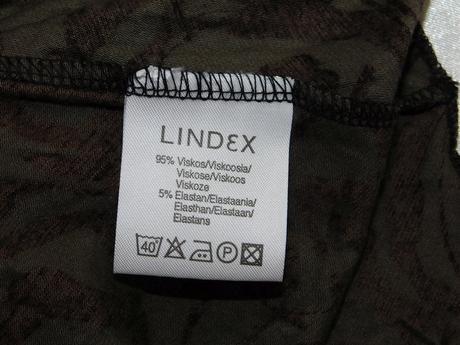 LINDEX
95% Viskos/Viskoosia/
Viskose/Viskoos
Viskoze
5% Elastan/Elastaania/
Elasthan/Elastaan/
Elastans
40° P